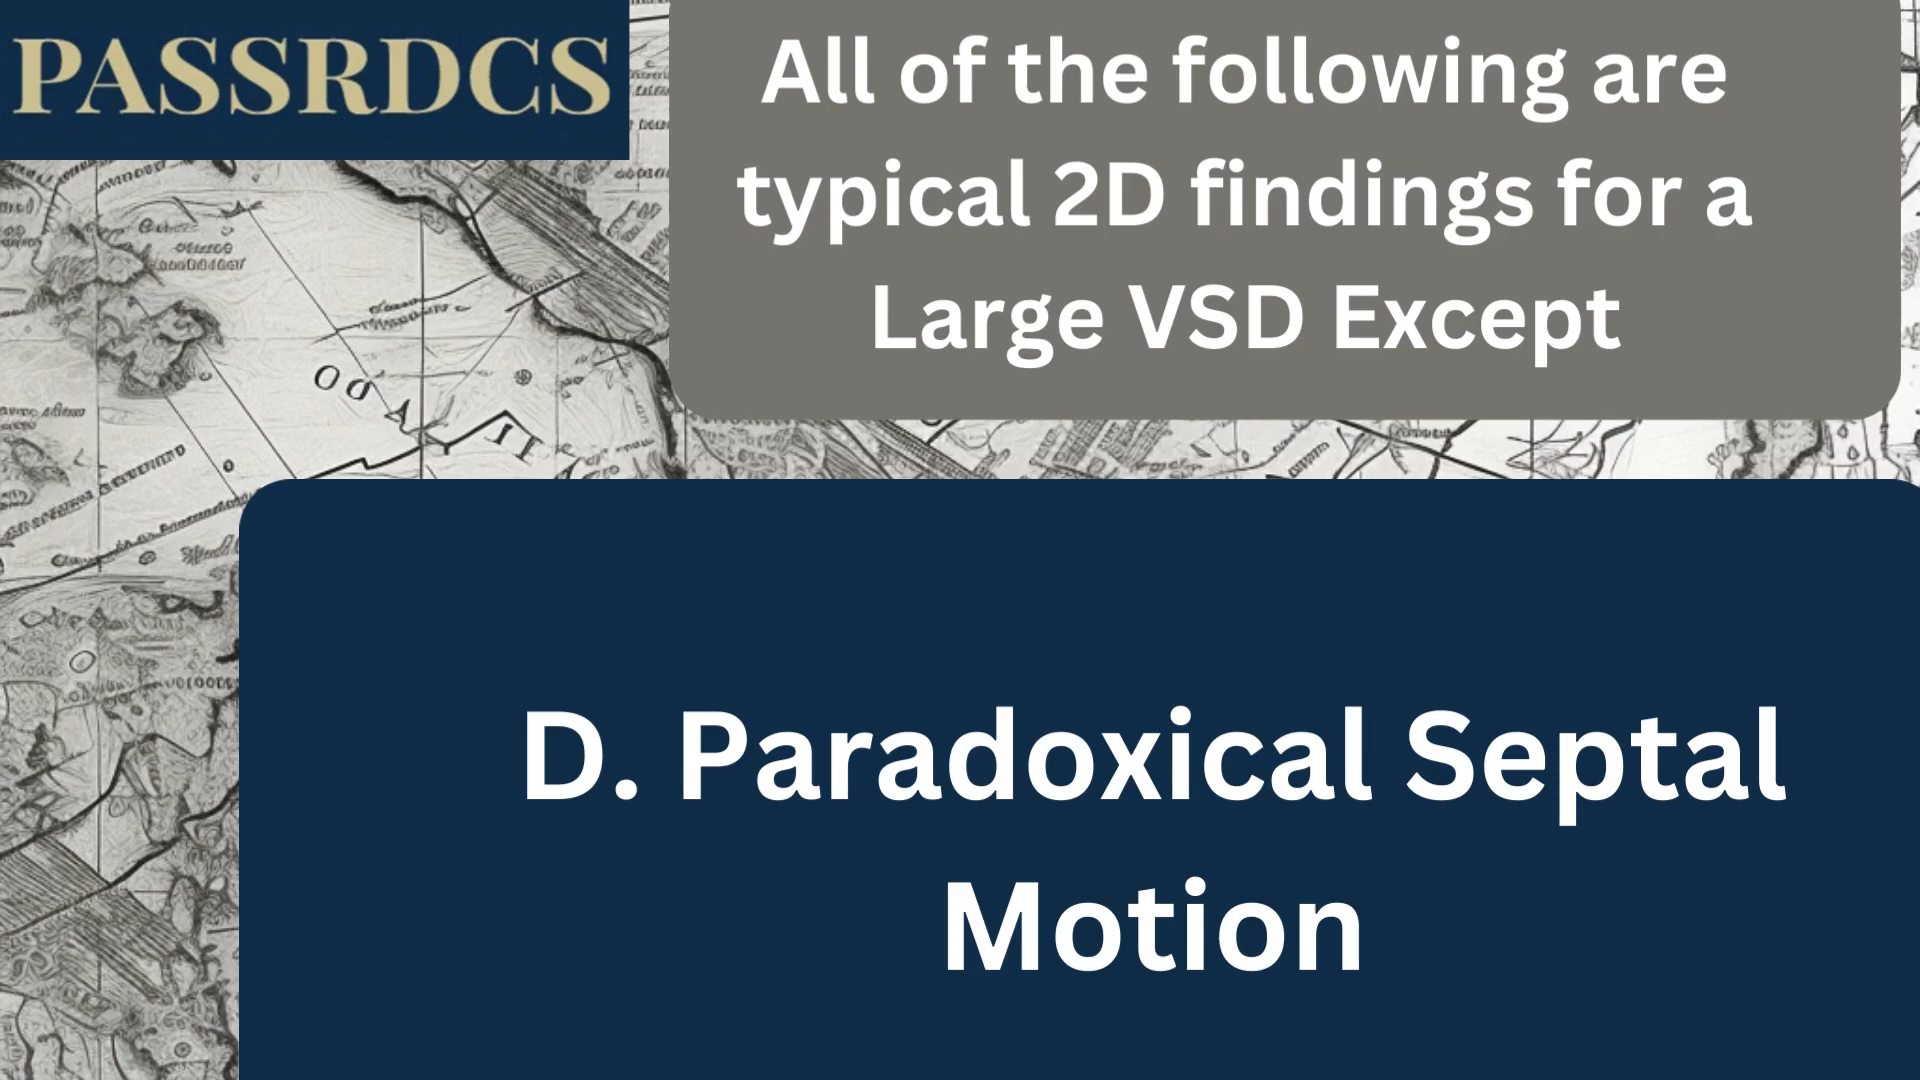 PASSRDCS
All of the following are
typical 2D findings for a
Large VSD Except
D. Paradoxical Septal
Motion